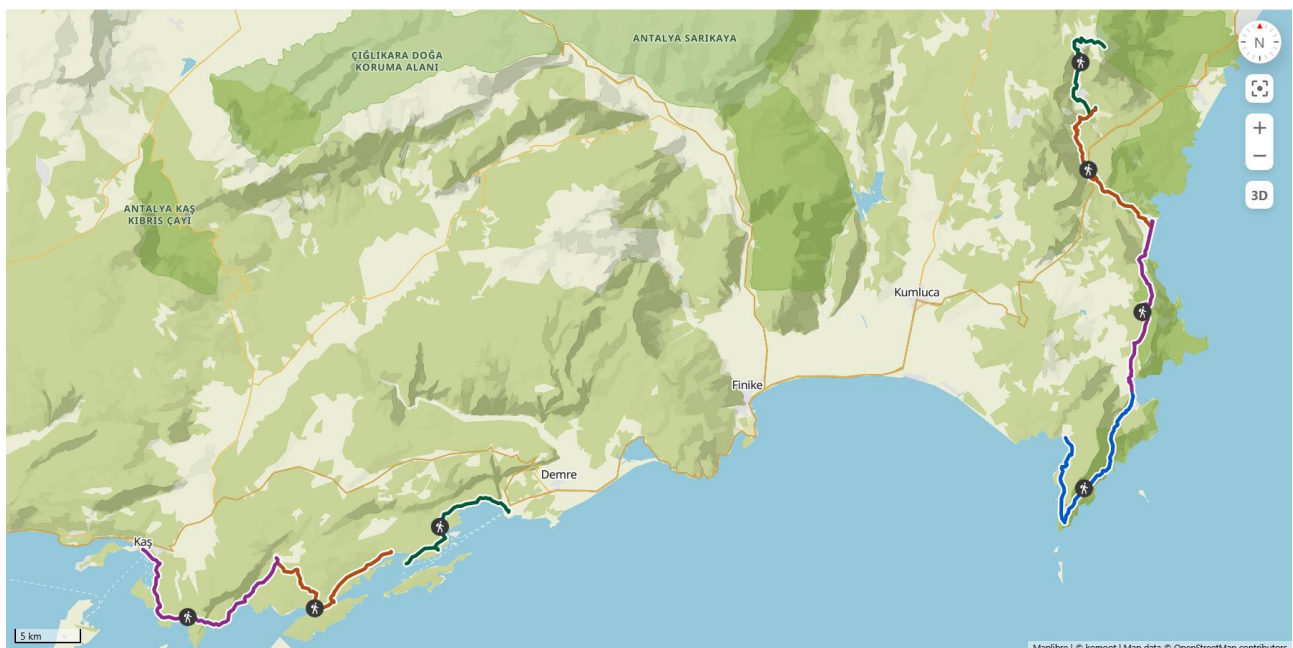 ÇIĞLIKARA DOĞA
KORUMA ALANI
ANTALYA SARIKAYA
N
+
−
3D
ANTALYA KAŞ
KIBRIS ÇAYI
Kumluca
Finike
Demre
Kaş
5 km
Maplibre | © komoot | Map data © OpenStreetMap contributors